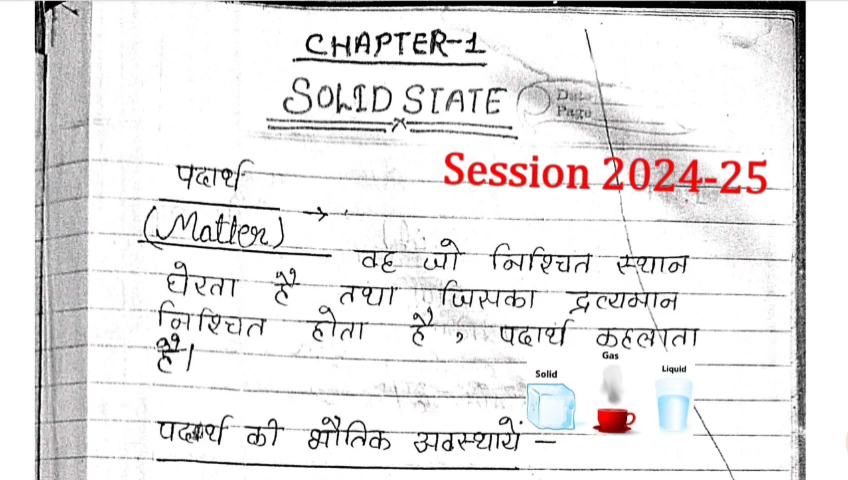 CHAPTER-1
SOLID STATE
Date
Page
Session 2024-25
पदार्थ
(Matter) →
वह जो निश्चित स्थान
घेरता है तथा जिसका द्रव्यमान
निश्चित होता है, पदार्थ कहलाता
है।
Solid Gas Liquid
पदार्थ की भौतिक अवस्थायें –